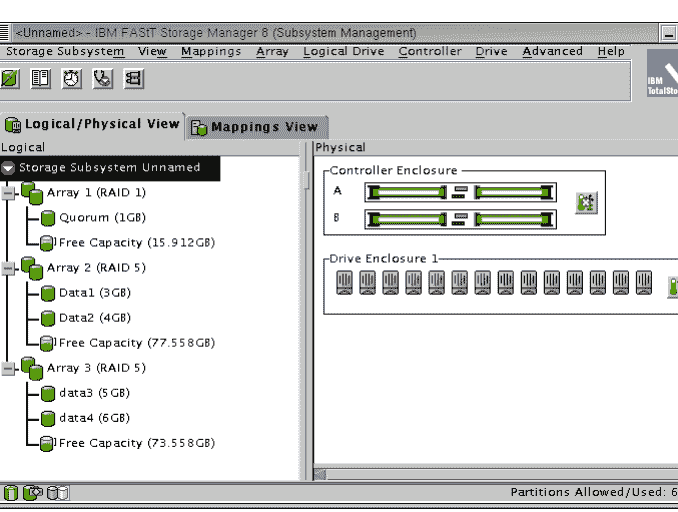 <Unnamed> - IBM FAStT Storage Manager 8 (Subsystem Management)
Storage Subsystem View Mappings Array Logical Drive Controller Drive Advanced Help
IBM
TotalSto
Logical/Physical View Mappings View
Logical
Storage Subsystem Unnamed
Array 1 (RAID 1)
Quorum (1GB)
Free Capacity (15.912GB)
Array 2 (RAID 5)
Data1 (3GB)
Data2 (4GB)
Free Capacity (77.558GB)
Array 3 (RAID 5)
data3 (5GB)
data4 (6GB)
Free Capacity (73.558GB)
Physical
Controller Enclosure
A
B
Drive Enclosure 1
Partitions Allowed/Used: 6